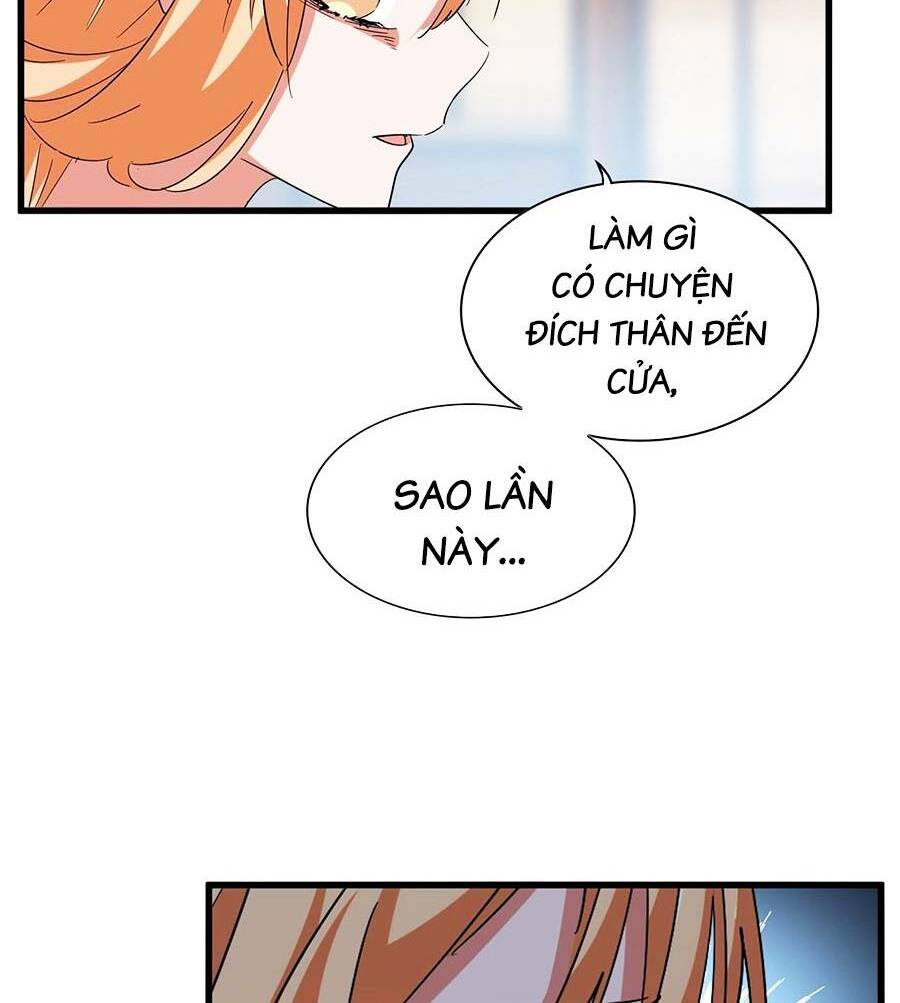 LÀM GÌ
CÓ CHUYỆN
ĐÍCH THÂN ĐẾN
CỬA,
SAO LẦN
NÀY...